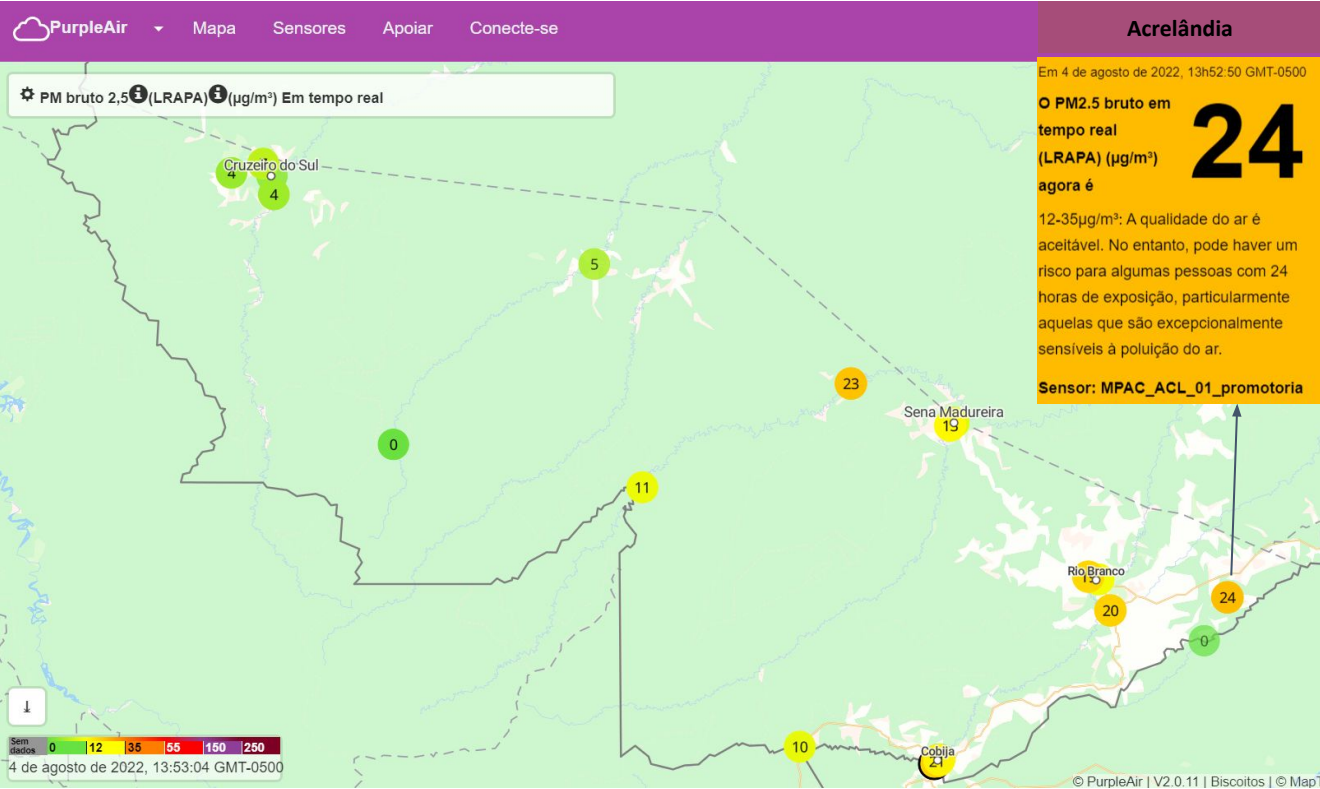 PurpleAir
Mapa
Sensores
Apoiar
Conecte-se
Acrelândia
Em 4 de agosto de 2022, 13h52:50 GMT-0500
O PM2.5 bruto em
tempo real
(LRAPA) (µg/m³)
agora é
24
12-35µg/m³: A qualidade do ar é
aceitável. No entanto, pode haver um
risco para algumas pessoas com 24
horas de exposição, particularmente
aquelas que são excepcionalmente
sensíveis à poluição do ar.
Sensor: MPAC_ACL_01_promotoria
PM bruto 2,5 i (LRAPA) i (µg/m³) Em tempo real
Cruzeiro do Sul
4
4
5
23
Sena Madureira
0
11
Rio Branco
24
20
0
10
Cobija
Sem
dados
0 12 35 55 150 250
4 de agosto de 2022, 13:53:04 GMT-0500
© PurpleAir | V2.0.11 | Biscoitos | © MapT